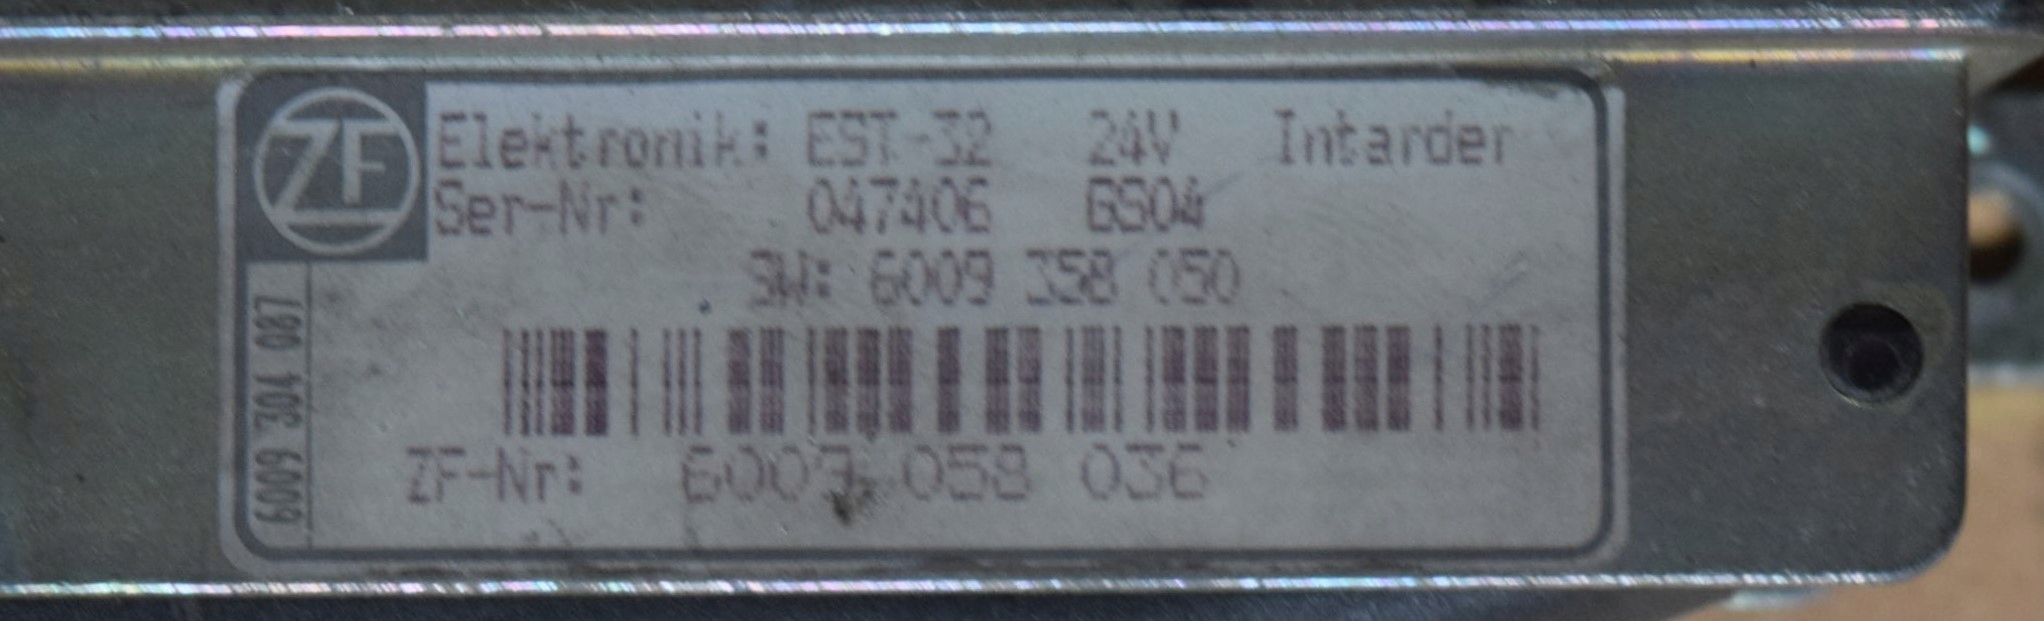 ZF
Elektronik: EST-32 24V Intarder
Ser-Nr: 047406 GS04
SW: 6009 358 050
ZF-Nr: 6009 058 036
6009 304 087